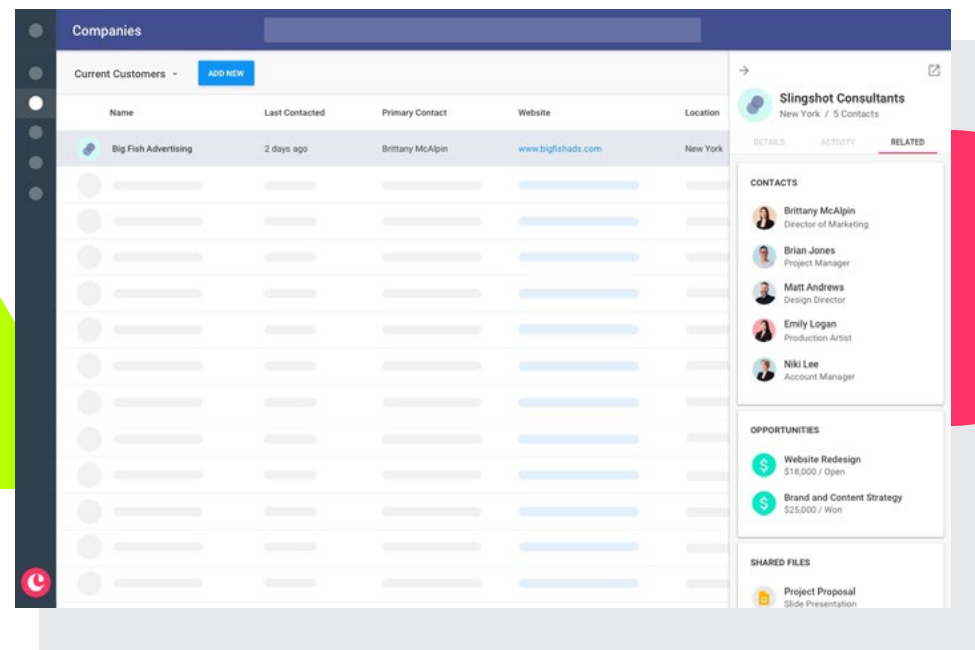 Companies
Current Customers
ADD NEW
Name Last Contacted Primary Contact Website Location
Big Fish Advertising 2 days ago Brittany McAlpin www.bigfishads.com New York
Slingshot Consultants
New York / 5 Contacts
DETAILS ACTIVITY RELATED
CONTACTS
Brittany McAlpin
Director of Marketing
Brian Jones
Project Manager
Matt Andrews
Design Director
Emily Logan
Production Artist
Niki Lee
Account Manager
OPPORTUNITIES
Website Redesign
$18,000 / Open
Brand and Content Strategy
$25,000 / Won
SHARED FILES
Project Proposal
Slide Presentation